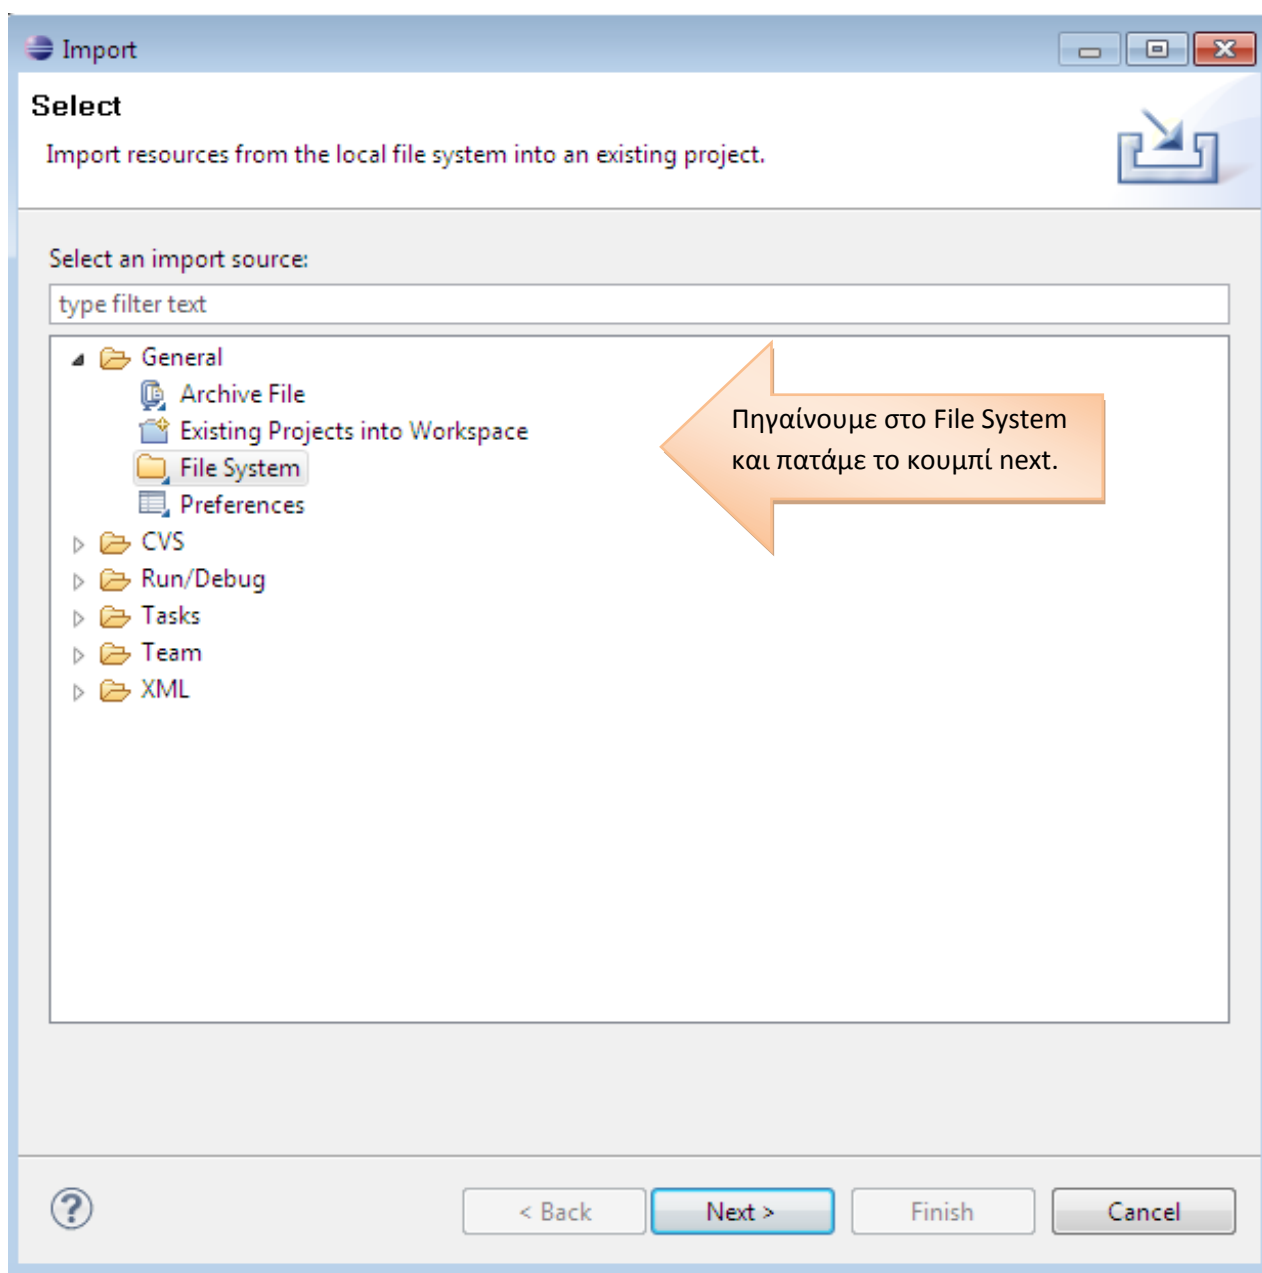 Import
Select
Import resources from the local file system into an existing project.
Select an import source:
type filter text
General
Archive File
Existing Projects into Workspace
File System
Preferences
CVS
Run/Debug
Tasks
Team
XML
Πηγαίνουμε στο File System
και πατάμε το κουμπί next.
< Back
Next >
Finish
Cancel